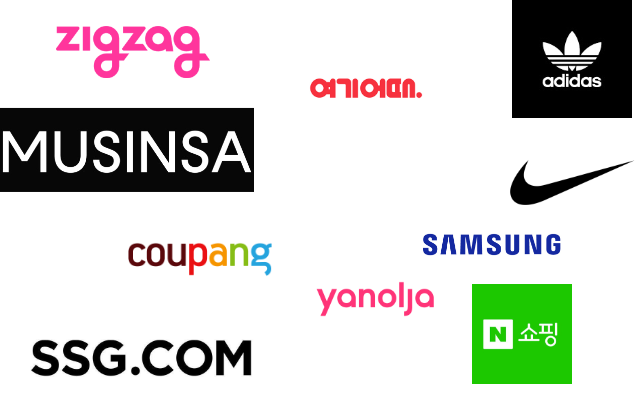 zigzag
여기어때.
adidas
MUSINSA
coupang
SAMSUNG
yanolja
N 쇼핑
SSG.COM